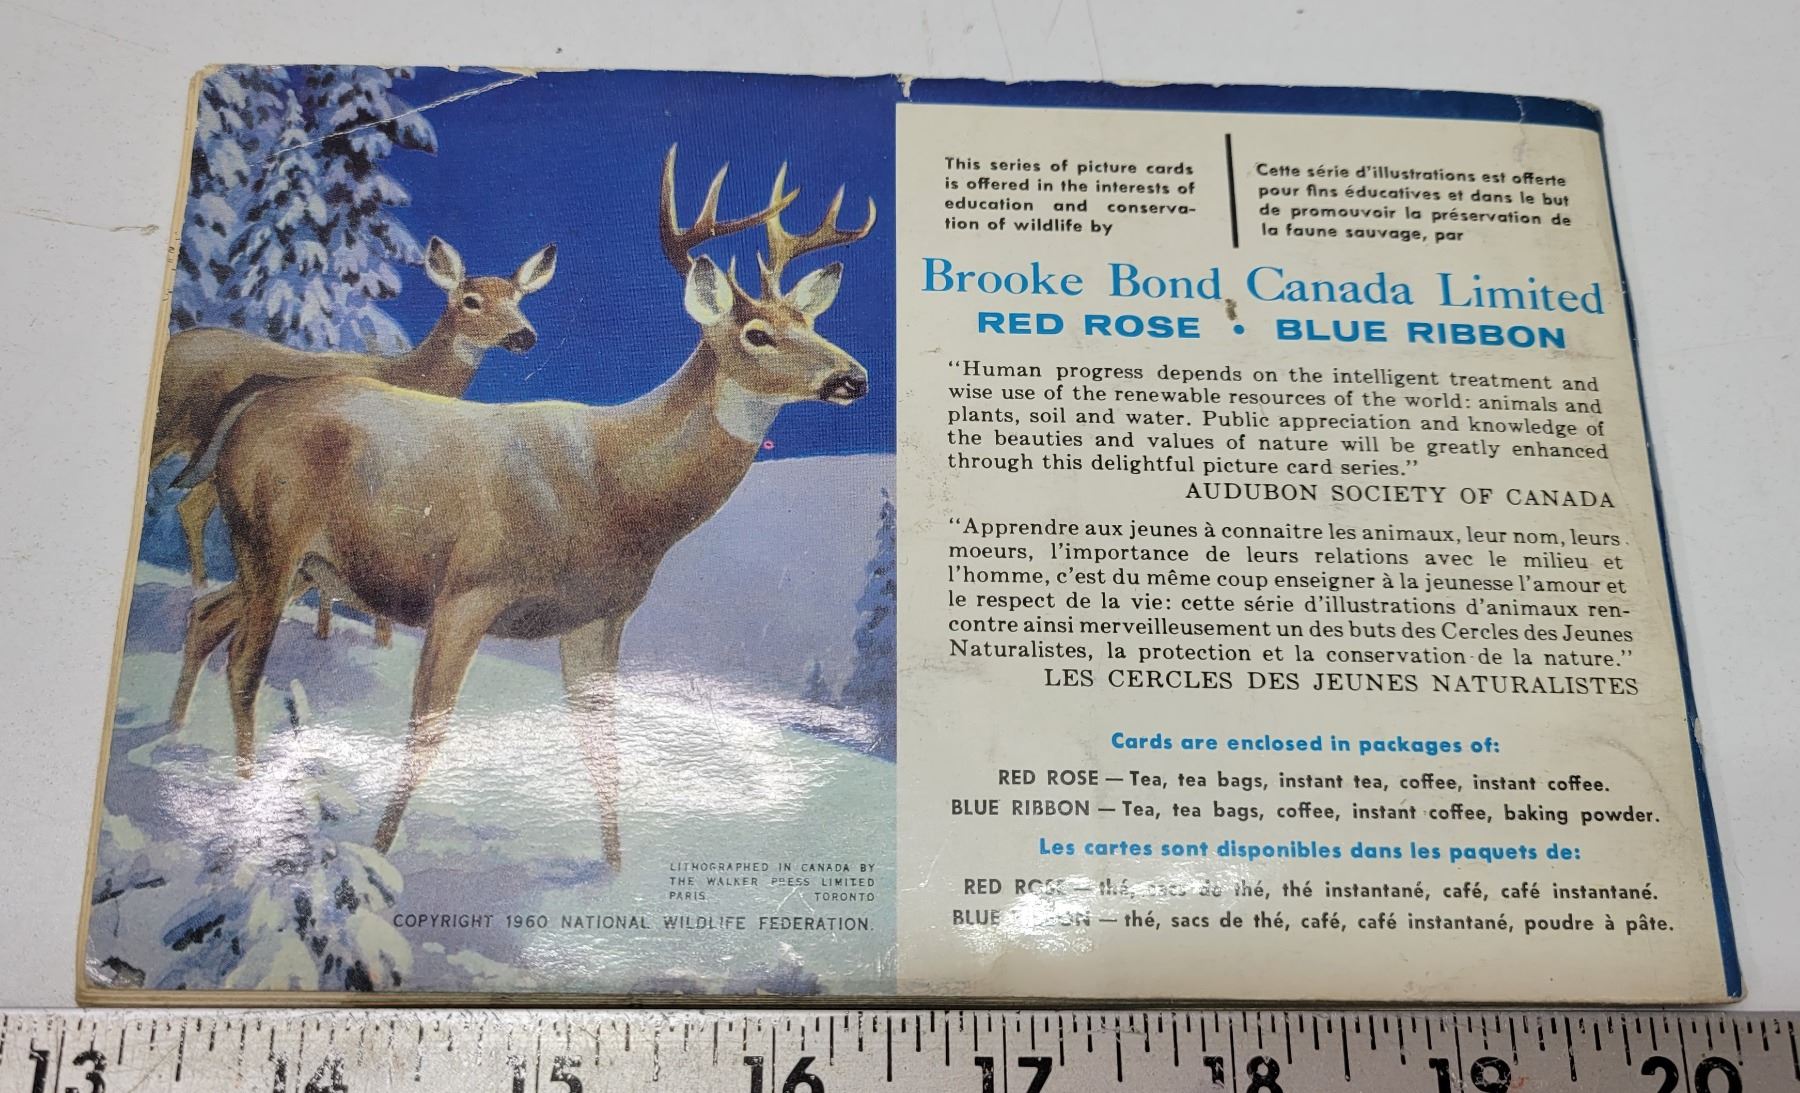 This series of picture cards
is offered in the interests of
education and conserva-
tion of wildlife by
Cette série d'illustrations est offerte
pour fins éducatives et dans le but
de promouvoir la préservation de
la faune sauvage, par
Brooke Bond Canada Limited
RED ROSE • BLUE RIBBON
"Human progress depends on the intelligent treatment and
wise use of the renewable resources of the world: animals and
plants, soil and water. Public appreciation and knowledge of
the beauties and values of nature will be greatly enhanced
through this delightful picture card series."
AUDUBON SOCIETY OF CANADA
"Apprendre aux jeunes à connaitre les animaux, leur nom, leurs
moeurs, l'importance de leurs relations avec le milieu et
l'homme, c'est du même coup enseigner à la jeunesse l'amour et
le respect de la vie: cette série d'illustrations d'animaux ren-
contre ainsi merveilleusement un des buts des Cercles des Jeunes
Naturalistes, la protection et la conservation de la nature."
LES CERCLES DES JEUNES NATURALISTES
Cards are enclosed in packages of:
RED ROSE — Tea, tea bags, instant tea, coffee, instant coffee.
BLUE RIBBON — Tea, tea bags, coffee, instant coffee, baking powder.
Les cartes sont disponibles dans les paquets de:
RED ROSE — thé, sacs de thé, thé instantané, café, café instantané.
BLUE RIBBON — thé, sacs de thé, café, café instantané, poudre à pâte.
LITHOGRAPHED IN CANADA BY
THE WALKER PRESS LIMITED
PARIS TORONTO
COPYRIGHT 1960 NATIONAL WILDLIFE FEDERATION.
13 14 15 16 17 18 19 20